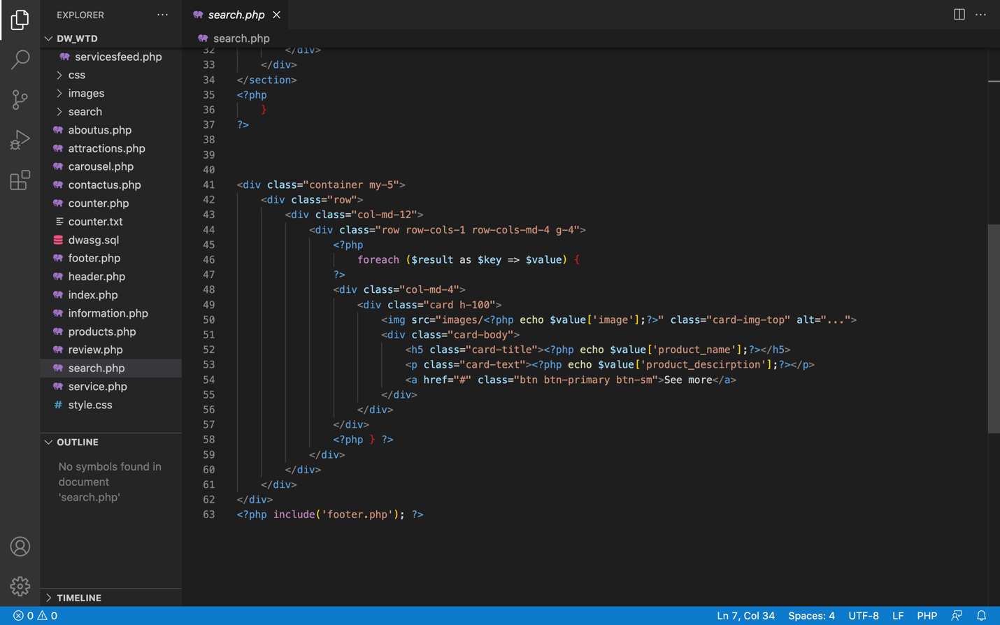 EXPLORER
search.php
DW_WTD
search.php
servicesfeed.php
css
images
search
aboutus.php
attractions.php
carousel.php
contactus.php
counter.php
counter.txt
dwasg.sql
footer.php
header.php
index.php
information.php
products.php
review.php
search.php
service.php
# style.css
OUTLINE
No symbols found in
document
'search.php'
TIMELINE
32 </div>
33 </div>
34 </section>
35 <?php
36 }
37 ?>
38
39
40
41 <div class="container my-5">
42 <div class="row">
43 <div class="col-md-12">
44 <div class="row row-cols-1 row-cols-md-4 g-4">
45 <?php
46 foreach ($result as $key => $value) {
47 ?>
48 <div class="col-md-4">
49 <div class="card h-100">
50 <img src="images/<?php echo $value['image'];?>" class="card-img-top" alt="...">
51 <div class="card-body">
52 <h5 class="card-title"><?php echo $value['product_name'];?></h5>
53 <p class="card-text"><?php echo $value['product_descirption'];?></p>
54 <a href="#" class="btn btn-primary btn-sm">See more</a>
55 </div>
56 </div>
57 </div>
58 <?php } ?>
59 </div>
60 </div>
61 </div>
62 </div>
63 <?php include('footer.php'); ?>
0 0
Ln 7, Col 34 Spaces: 4 UTF-8 LF PHP